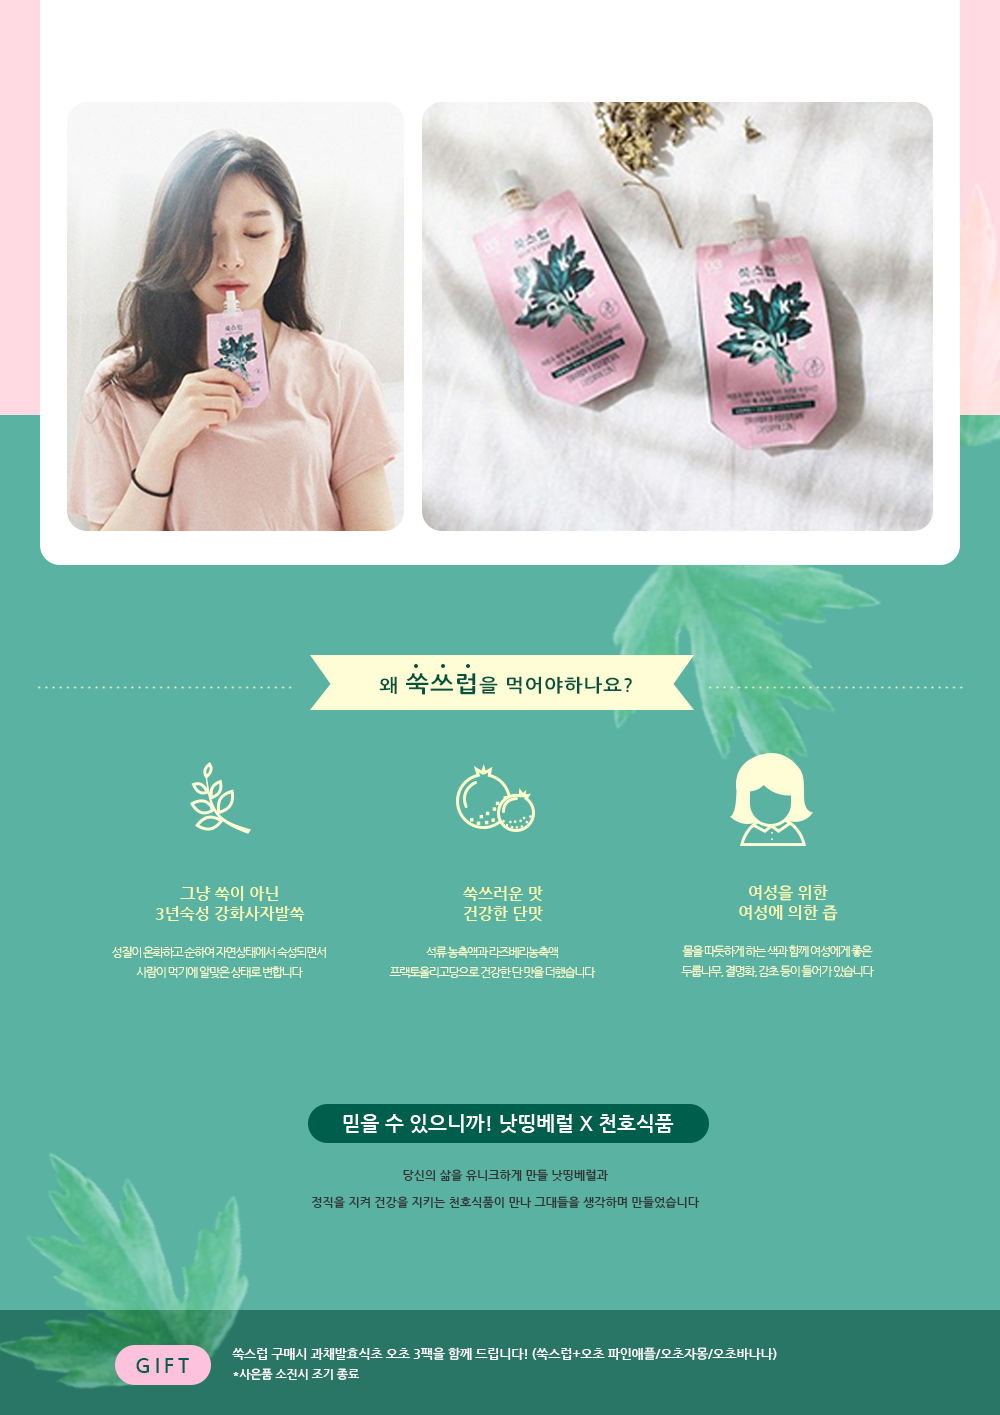 쑥스럽
쑥스럽
SK
COU
쑥스럽
SK
COU
왜 쑥쓰럽을 먹어야하나요?
그냥 쑥이 아닌
3년숙성 강화사자발쑥
성질이 온화하고 순하여 자연상태에서 숙성되면서
사람이 먹기에 알맞은 상태로 변합니다
쑥쓰러운 맛
건강한 단맛
석류 농축액과 라즈베리농축액
프랙토올리고당으로 건강한 단 맛을 더했습니다
여성을 위한
여성에 의한 즙
몸을 따듯하게 하는 색과 함께 여성에게 좋은
두릅나무, 결명화, 감초 등이 들어가 있습니다
믿을 수 있으니까! 낫띵베럴 X 천호식품
당신의 삶을 유니크하게 만들 낫띵베럴과
정직을 지켜 건강을 지키는 천호식품이 만나 그대들을 생각하며 만들었습니다
GIFT
쑥스럽 구매시 과채발효식초 오초 3팩을 함께 드립니다! (쑥스럽+오초 파인애플/오초자몽/오초바나나)
*사은품 소진시 조기 종료